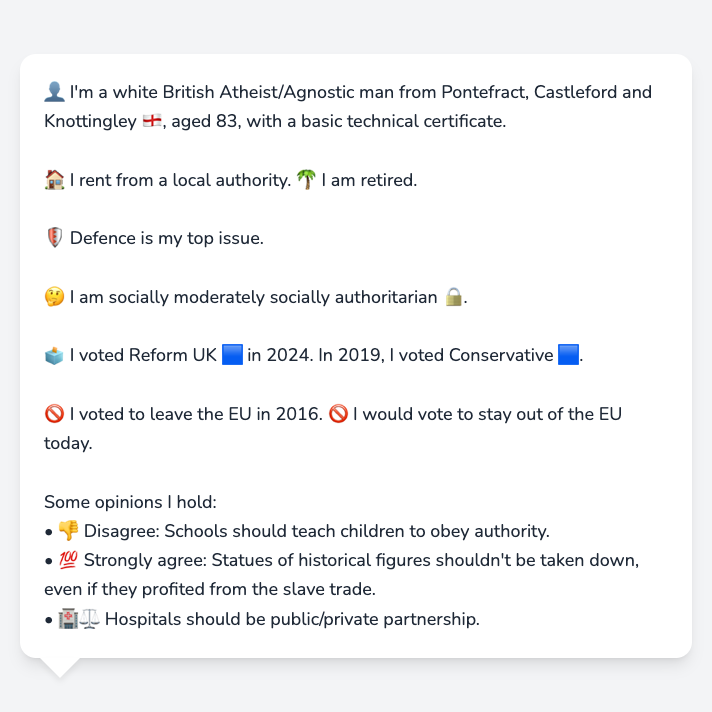 👤 I'm a white British Atheist/Agnostic man from Pontefract, Castleford and
Knottingley 🏴󠁧󠁢󠁥󠁮󠁧󠁿, aged 83, with a basic technical certificate.
🏠 I rent from a local authority. 🌴 I am retired.
🛡️ Defence is my top issue.
🤔 I am socially moderately socially authoritarian 🔒.
🗳️ I voted Reform UK 🟦 in 2024. In 2019, I voted Conservative 🟦.
🚫 I voted to leave the EU in 2016. 🚫 I would vote to stay out of the EU
today.
Some opinions I hold:
• 👎 Disagree: Schools should teach children to obey authority.
• 💯 Strongly agree: Statues of historical figures shouldn't be taken down,
even if they profited from the slave trade.
• 🏥⚖️ Hospitals should be public/private partnership.